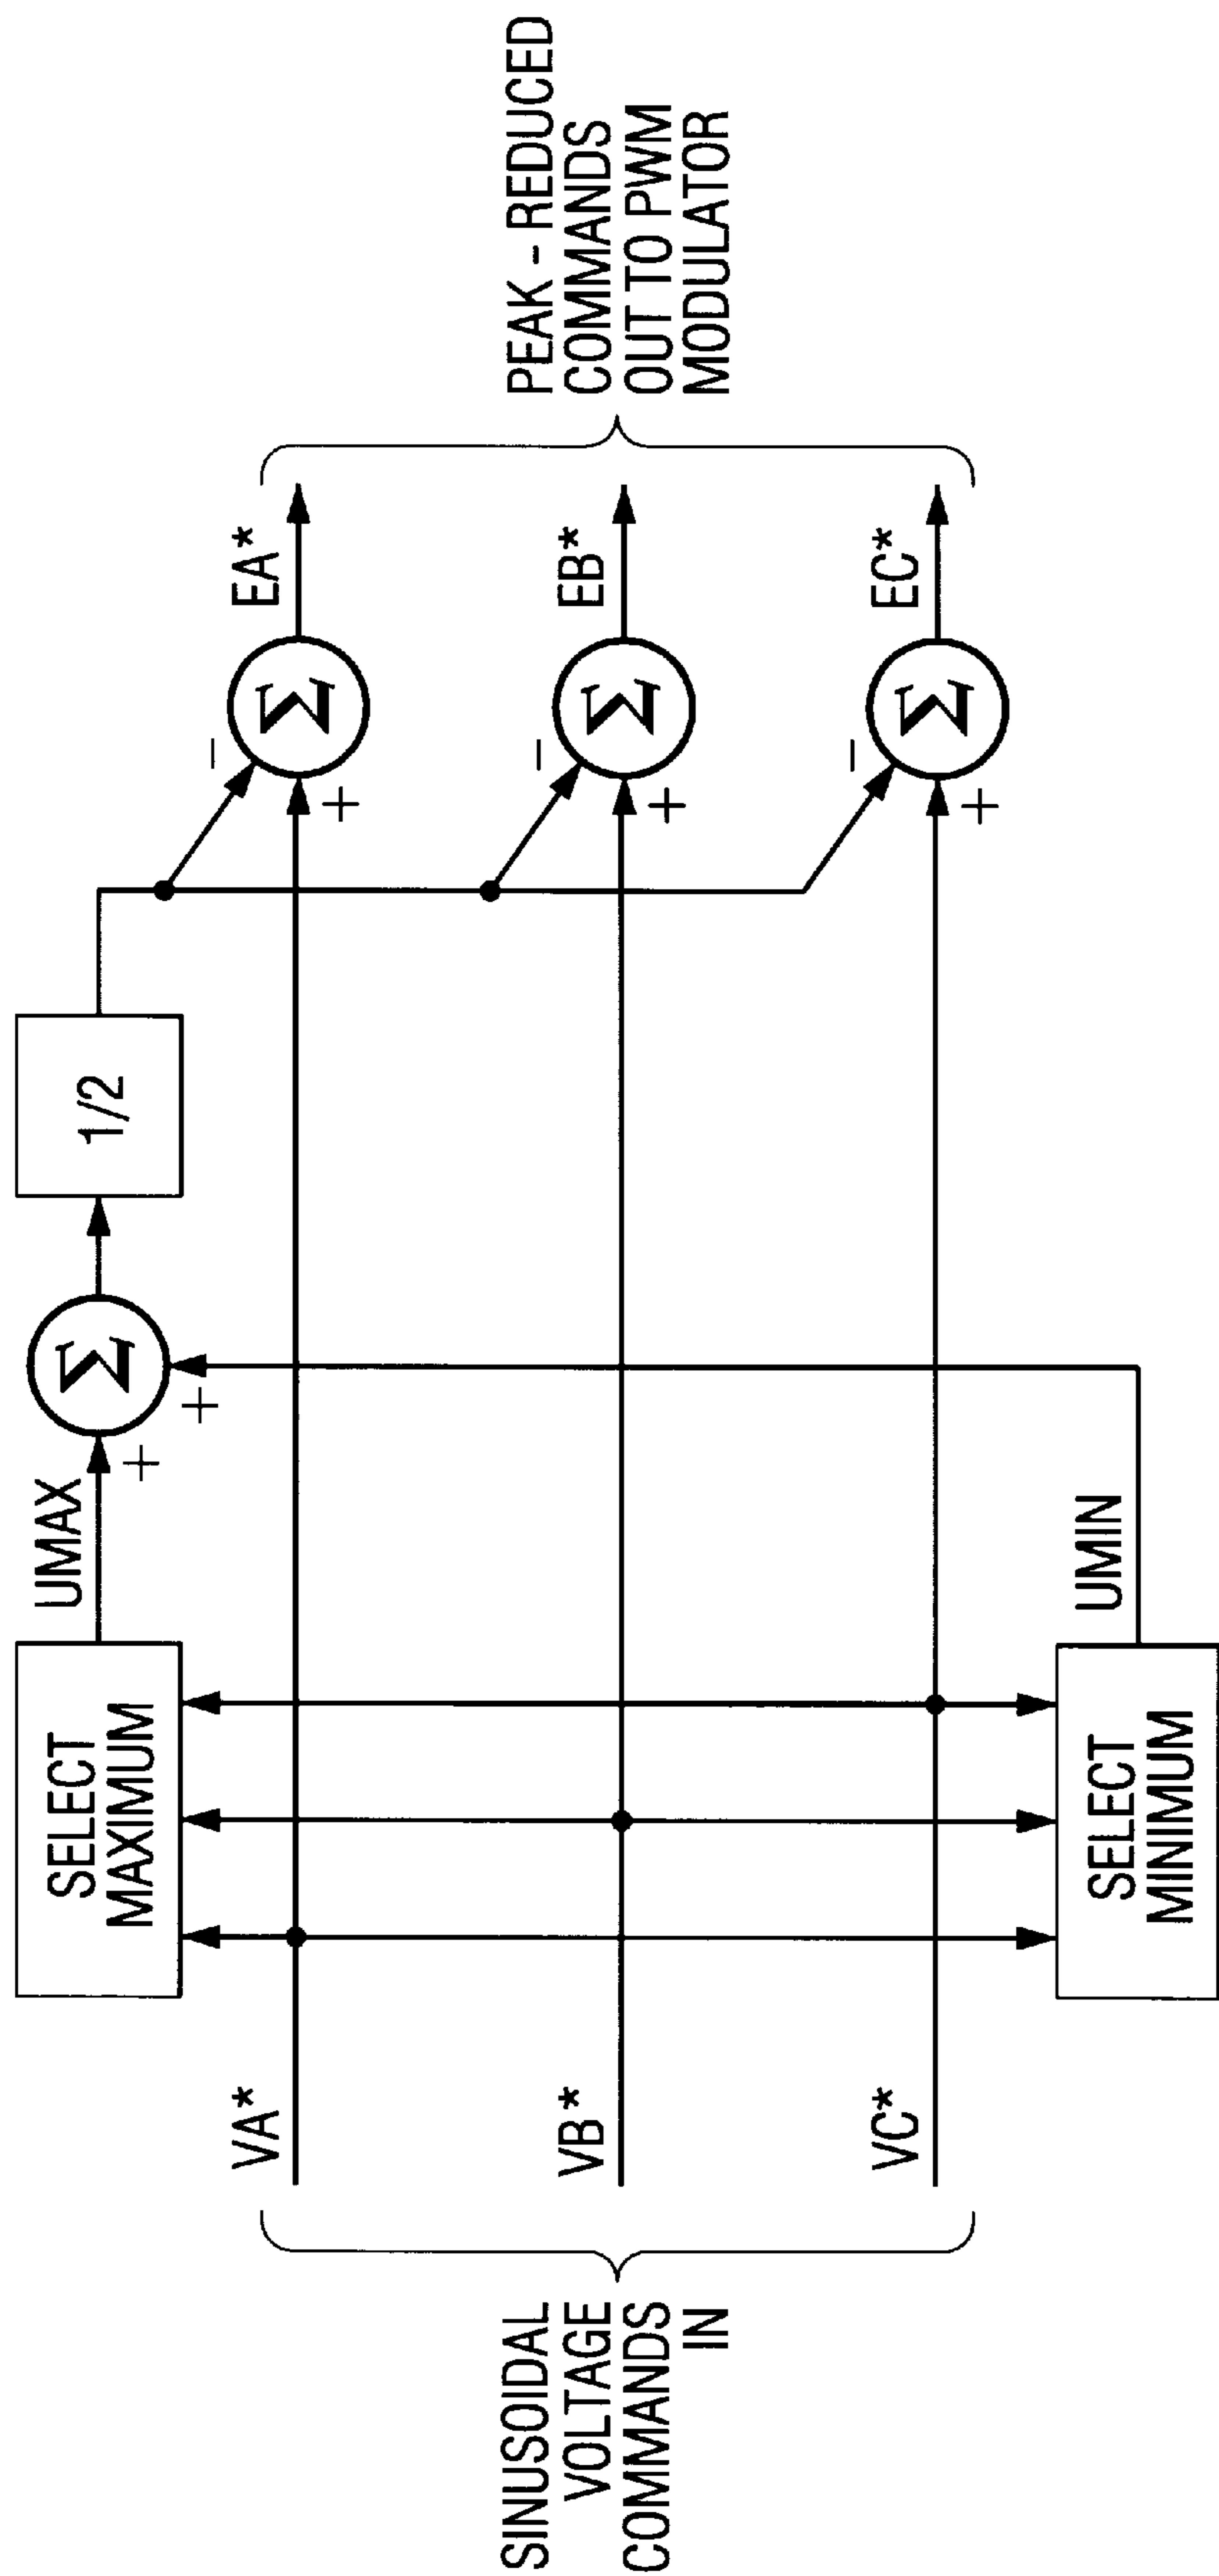 SELECT
MAXIMUM
UMAX
+
+
Σ
1/2
SINUSOIDAL
VOLTAGE
COMMANDS
IN
VA*
VB*
VC*
-
+
Σ
EA*
-
+
Σ
EB*
-
+
Σ
EC*
PEAK - REDUCED
COMMANDS
OUT TO PWM
MODULATOR
SELECT
MINIMUM
UMIN